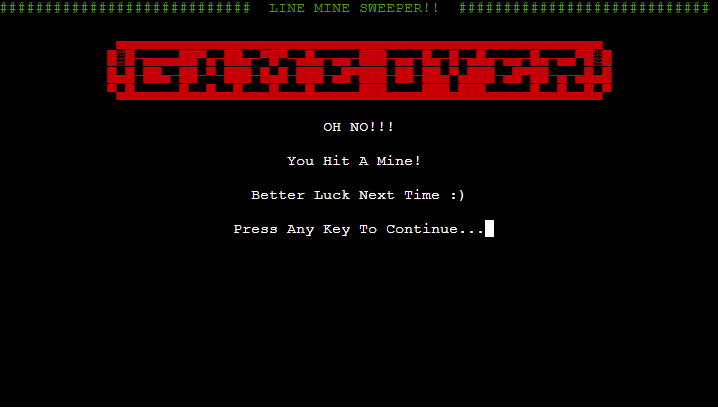 ############################ LINE MINE SWEEPER!! ############################
GAME OVER
OH NO!!!
You Hit A Mine!
Better Luck Next Time :)
Press Any Key To Continue...